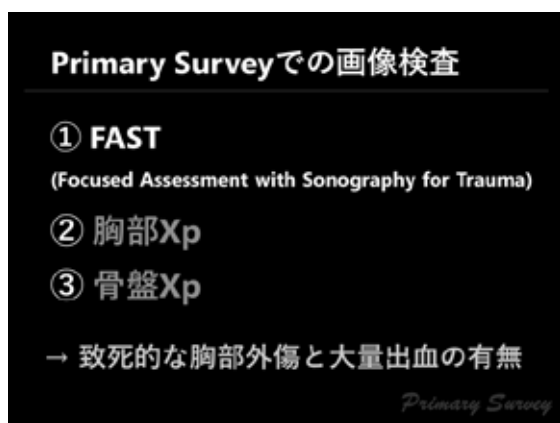 Primary Surveyでの画像検査
① FAST
(Focused Assessment with Sonography for Trauma)
② 胸部Xp
③ 骨盤Xp
→ 致死的な胸部外傷と大量出血の有無
Primary Survey